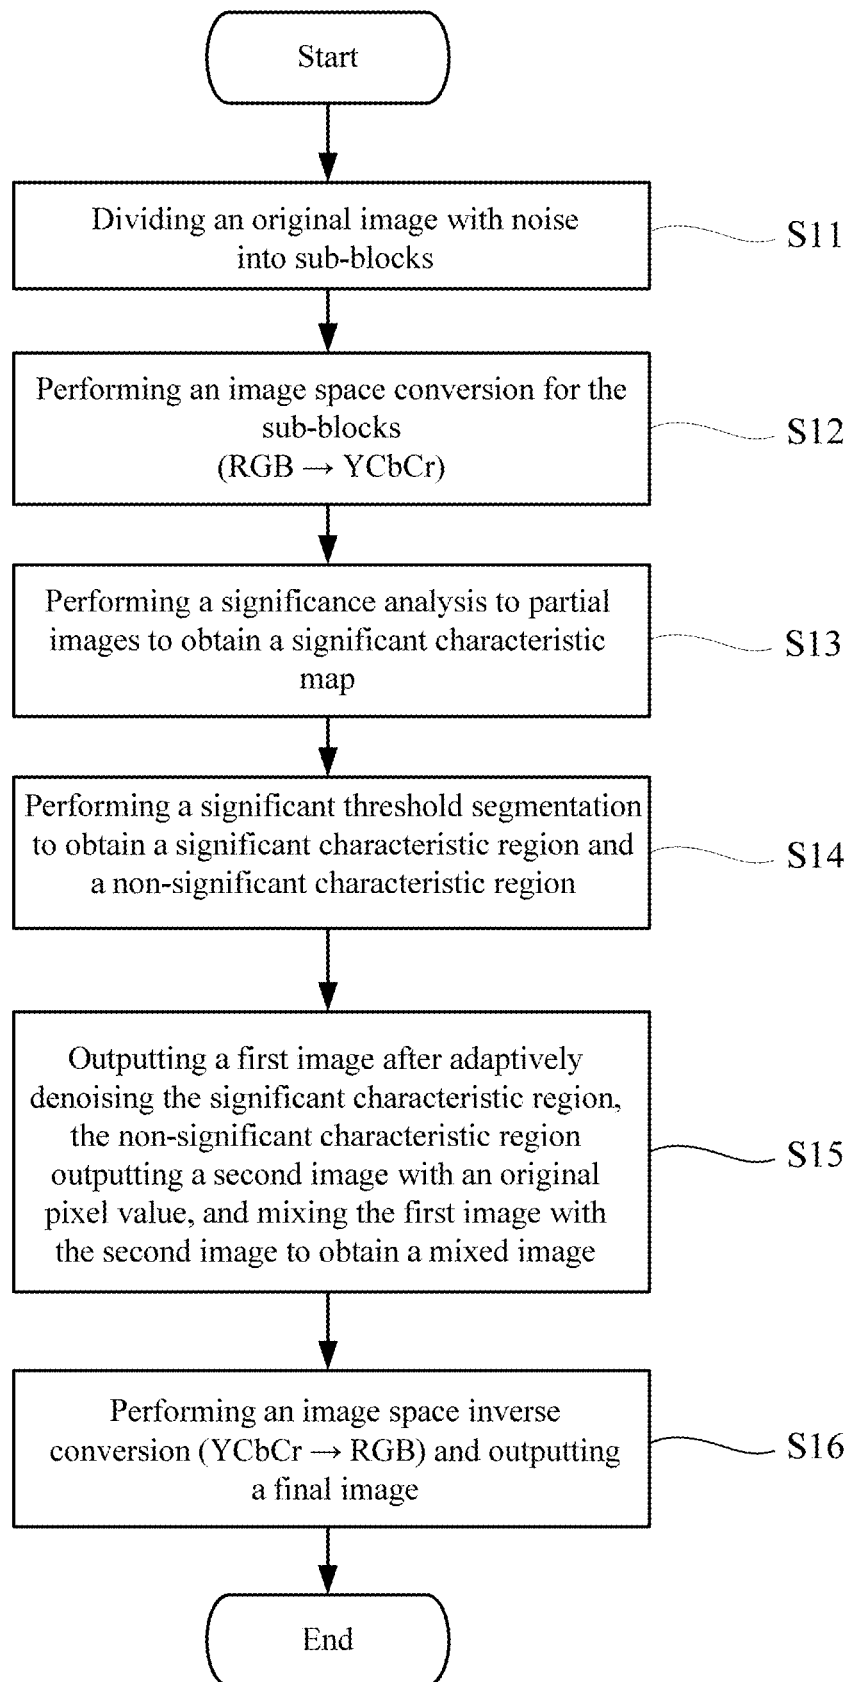 Start
Dividing an original image with noise
into sub-blocks
S11
Performing an image space conversion for the
sub-blocks
(RGB → YCbCr)
S12
Performing a significance analysis to partial
images to obtain a significant characteristic
map
S13
Performing a significant threshold segmentation
to obtain a significant characteristic region and
a non-significant characteristic region
S14
Outputting a first image after adaptively
denoising the significant characteristic region,
the non-significant characteristic region
outputting a second image with an original
pixel value, and mixing the first image with
the second image to obtain a mixed image
S15
Performing an image space inverse
conversion (YCbCr → RGB) and outputting
a final image
S16
End